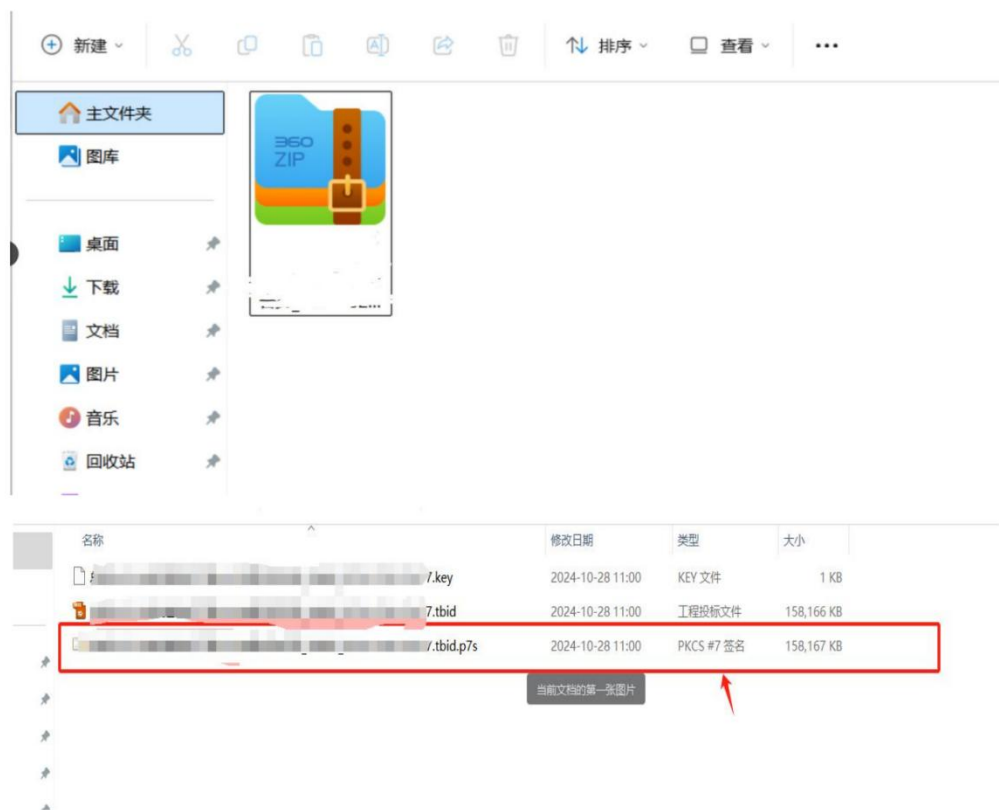 新建 排序 查看 •••
主文件夹
图库
360
ZIP
桌面
下载
文档
图片
音乐
回收站
名称 修改日期 类型 大小
7.key 2024-10-28 11:00 KEY 文件 1 KB
7.tbid 2024-10-28 11:00 工程投标文件 158,166 KB
7.tbid.p7s 2024-10-28 11:00 PKCS #7 签名 158,167 KB
当前文档的第一张图片